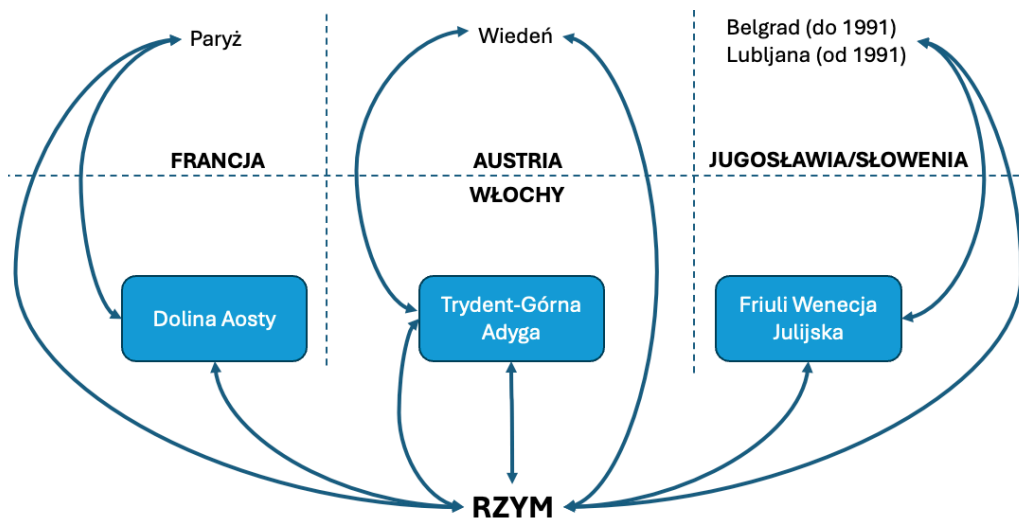 Paryż
Wiedeń
Belgrad (do 1991)
Lubljana (od 1991)
FRANCJA
AUSTRIA
JUGOSŁAWIA/SŁOWENIA
WŁOCHY
Dolina Aosty
Trydent-Górna
Adyga
Friuli Wenecja
Julijska
RZYM